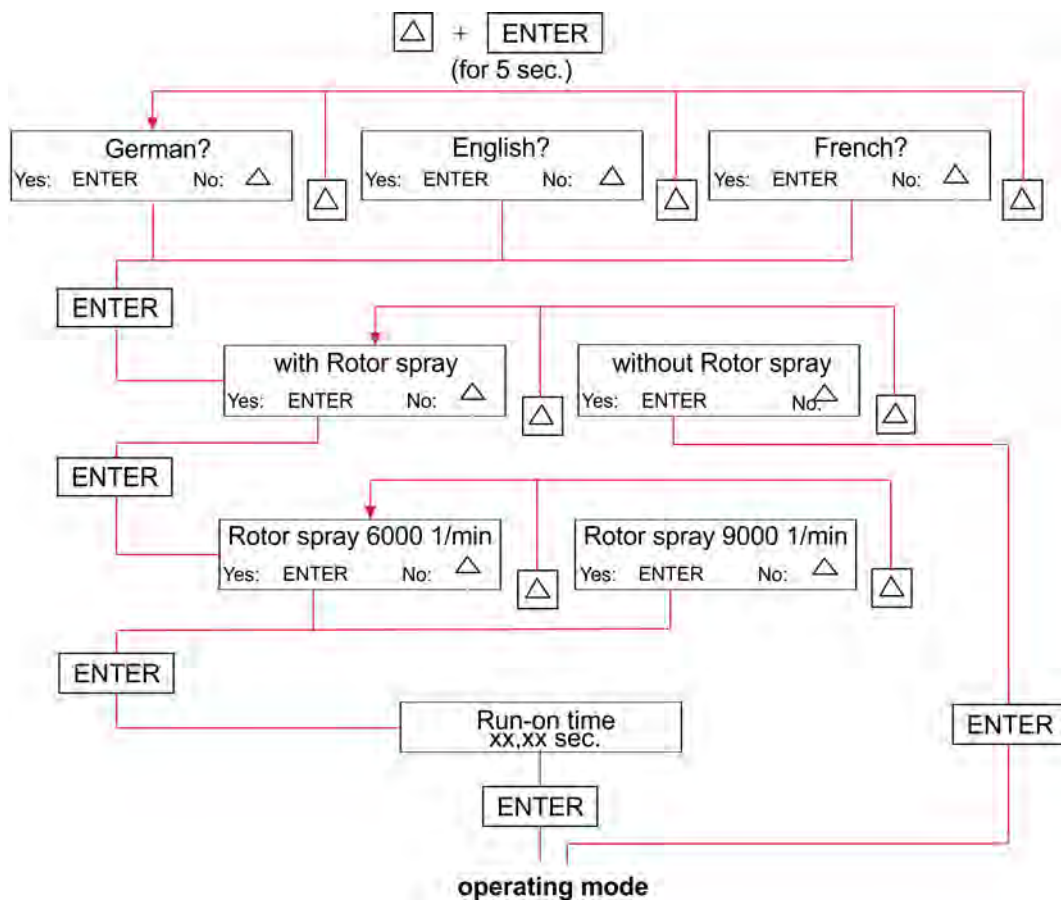 △ + ENTER
(for 5 sec.)
German?
Yes: ENTER No: △
△
English?
Yes: ENTER No: △
△
French?
Yes: ENTER No: △
△
ENTER
with Rotor spray
Yes: ENTER No: △
△
without Rotor spray
Yes: ENTER No: △
△
ENTER
Rotor spray 6000 1/min
Yes: ENTER No: △
△
Rotor spray 9000 1/min
Yes: ENTER No: △
△
ENTER
Run-on time
xx,xx sec.
ENTER
ENTER
operating mode